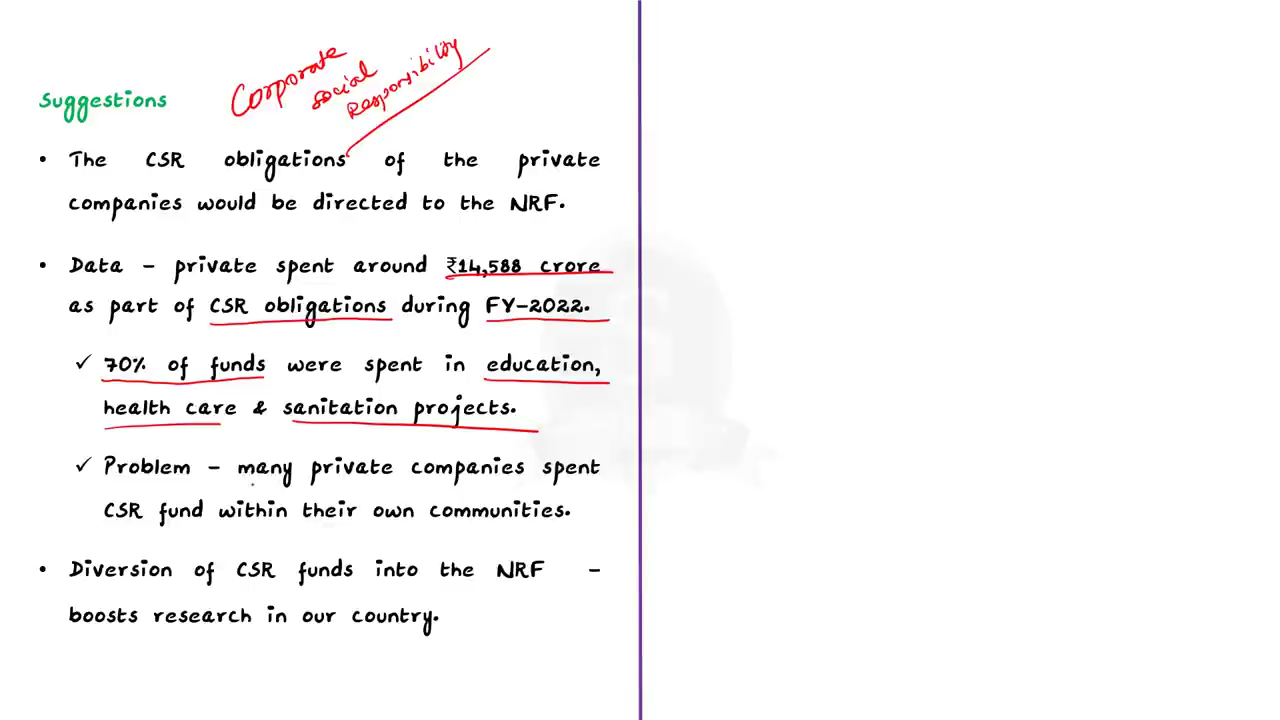 Corporate
social
Responsibility
Suggestions
• The CSR obligations of the private
companies would be directed to the NRF.
• Data – private spent around ₹14,588 crore
as part of CSR obligations during FY-2022.
✓ 70% of funds were spent in education,
health care & sanitation projects.
✓ Problem – many private companies spent
CSR fund within their own communities.
• Diversion of CSR funds into the NRF –
boosts research in our country.